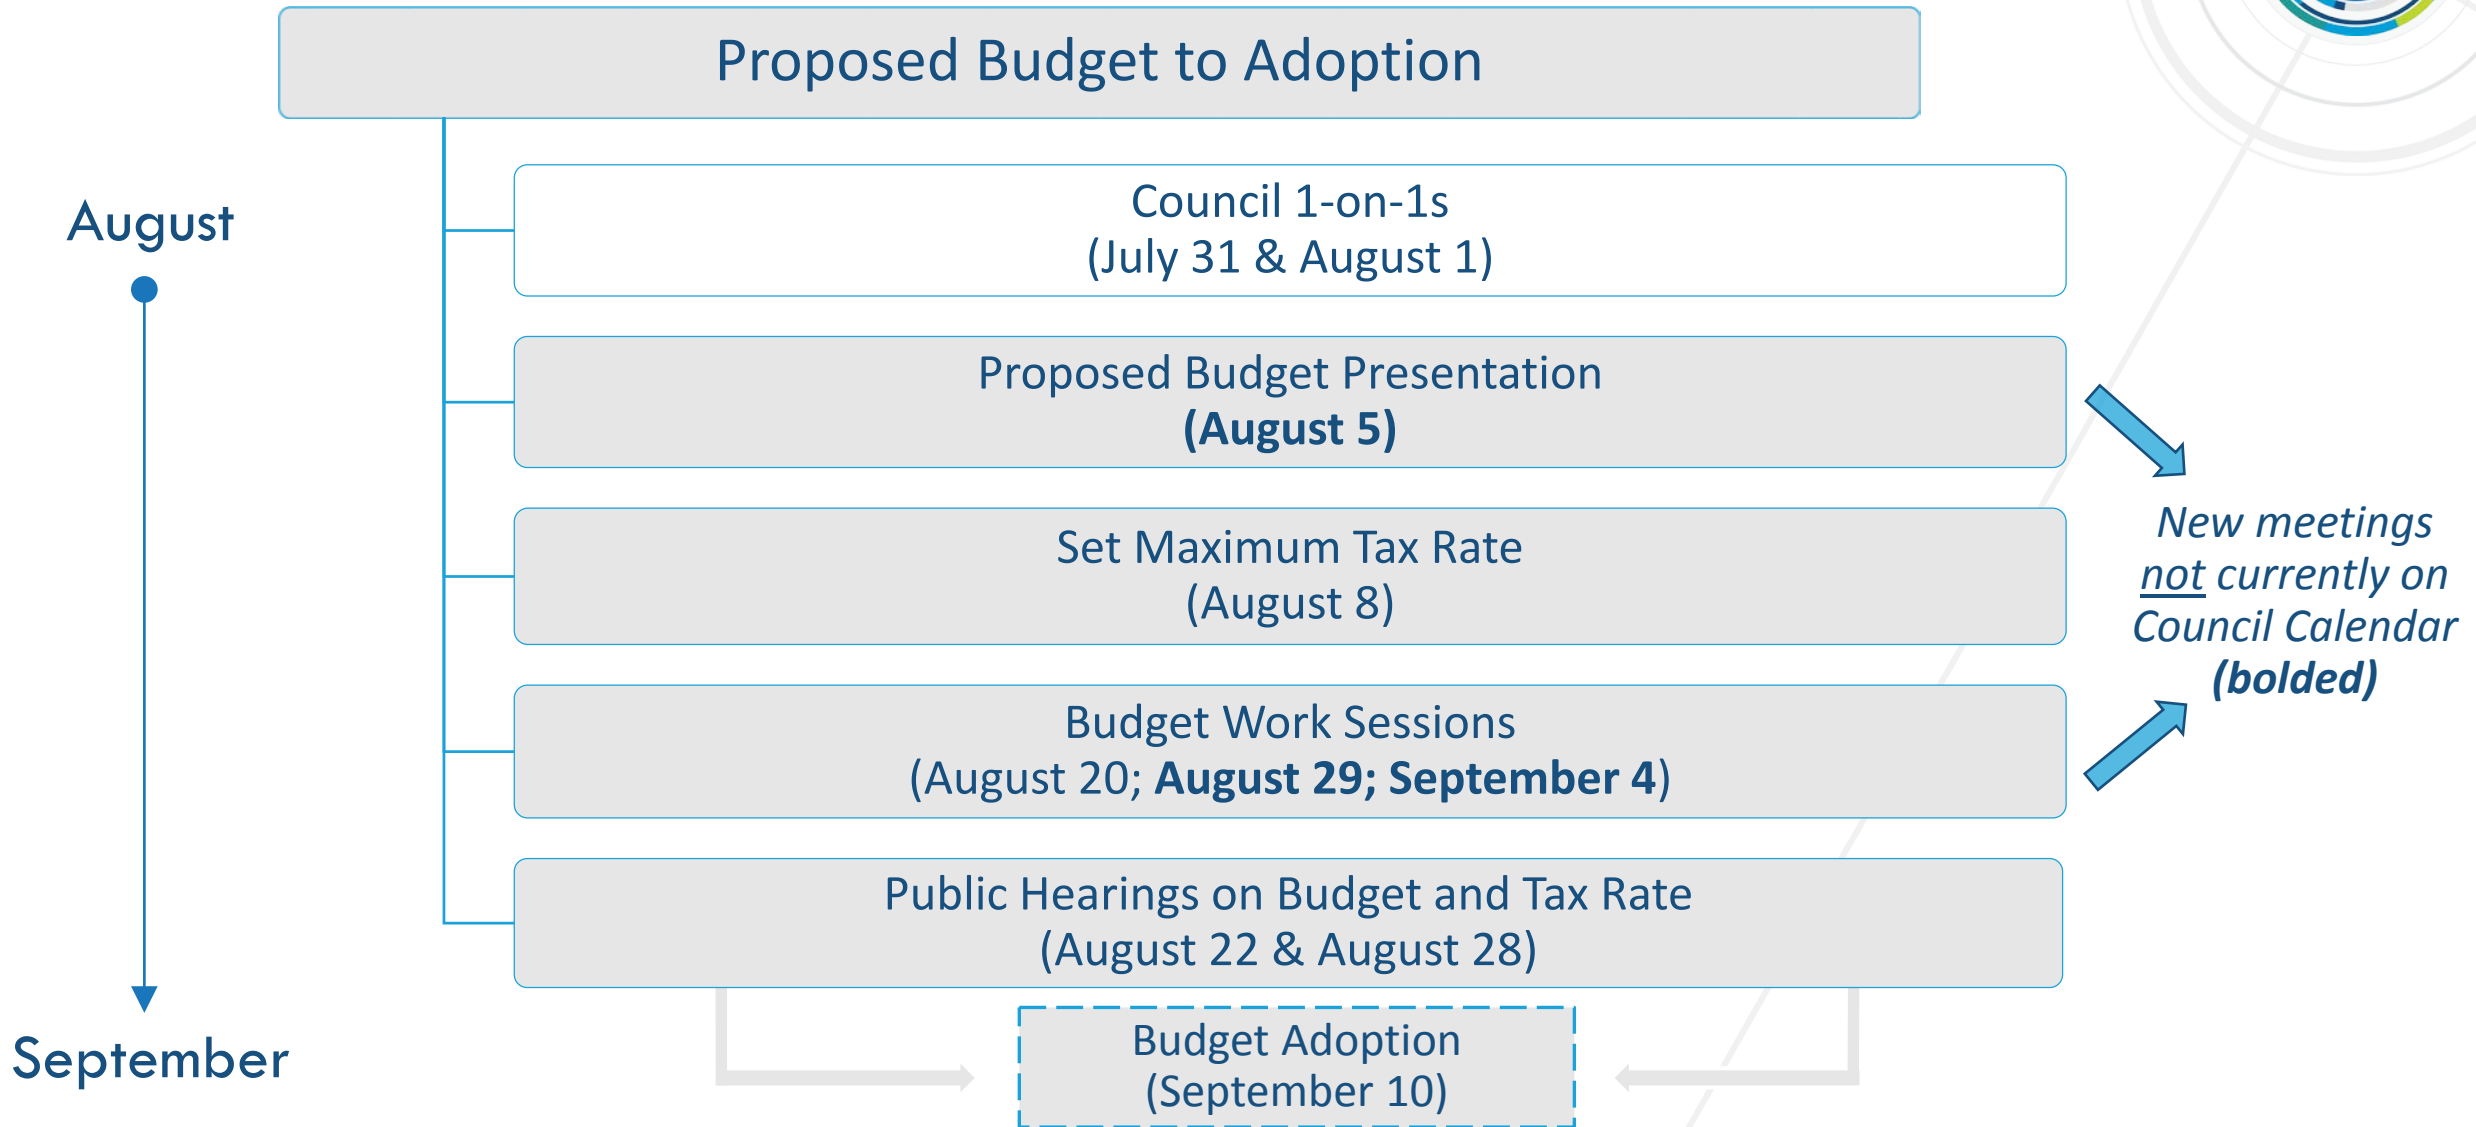 Proposed Budget to Adoption
August
Council 1-on-1s
(July 31 & August 1)
Proposed Budget Presentation
(August 5)
Set Maximum Tax Rate
(August 8)
New meetings
not currently on
Council Calendar
(bolded)
Budget Work Sessions
(August 20; August 29; September 4)
Public Hearings on Budget and Tax Rate
(August 22 & August 28)
Budget Adoption
(September 10)
September